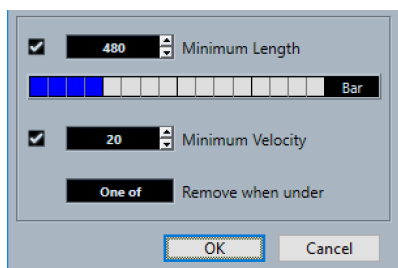 480 Minimum Length
Bar
20 Minimum Velocity
One of Remove when under
OK Cancel